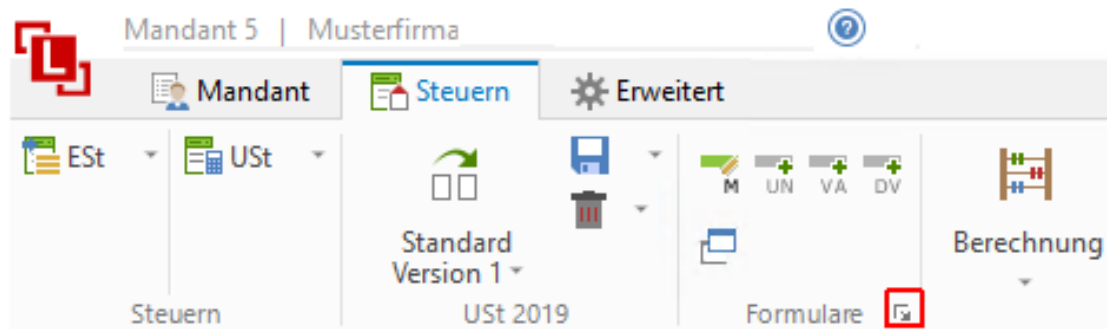 Mandant 5 | Musterfirma
L
Mandant Steuern Erweitert
ESt USt
M UN VA DV
Standard
Version 1
Berechnung
Steuern USt 2019 Formulare